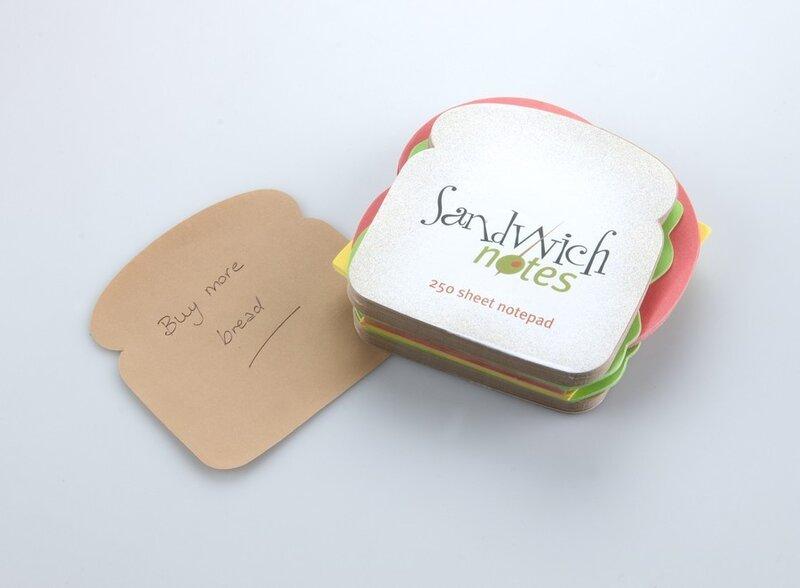 Buy more
bread
Sandwich
notes
250 sheet notepad